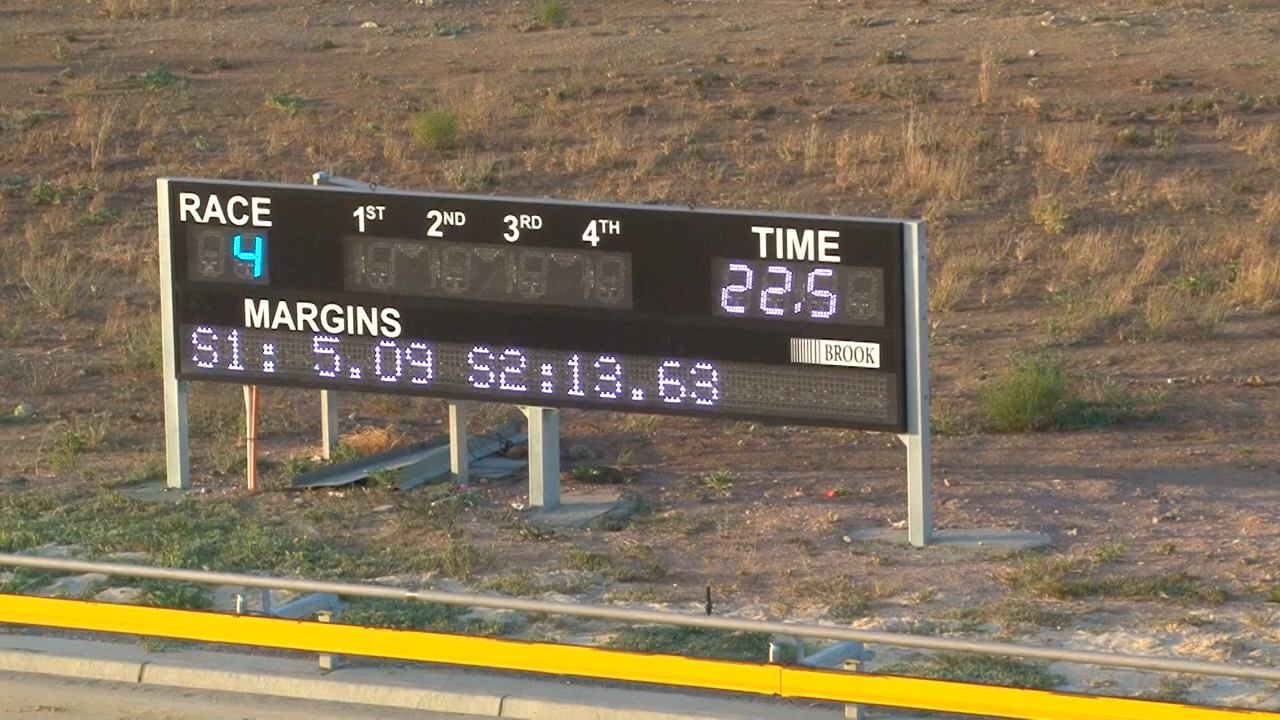 RACE 1ST 2ND 3RD 4TH TIME
4 22.5
MARGINS
BROOK
S1: 5.09 S2:13.63